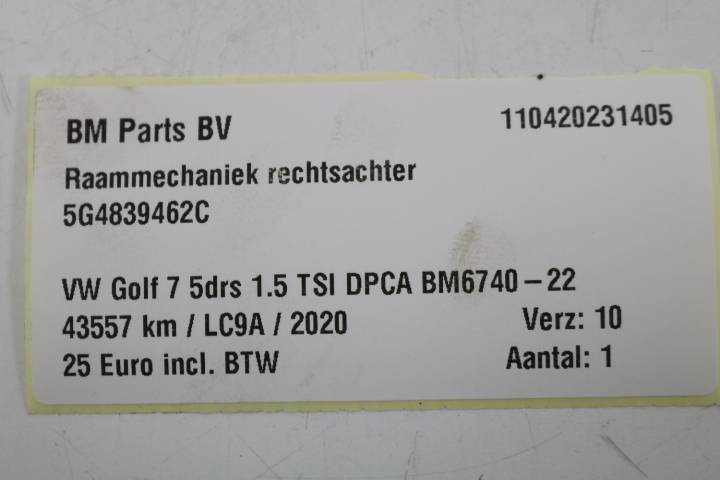 BM Parts BV 110420231405
Raammechaniek rechtsachter
5G4839462C
VW Golf 7 5drs 1.5 TSI DPCA BM6740-22
43557 km / LC9A / 2020 Verz: 10
25 Euro incl. BTW Aantal: 1